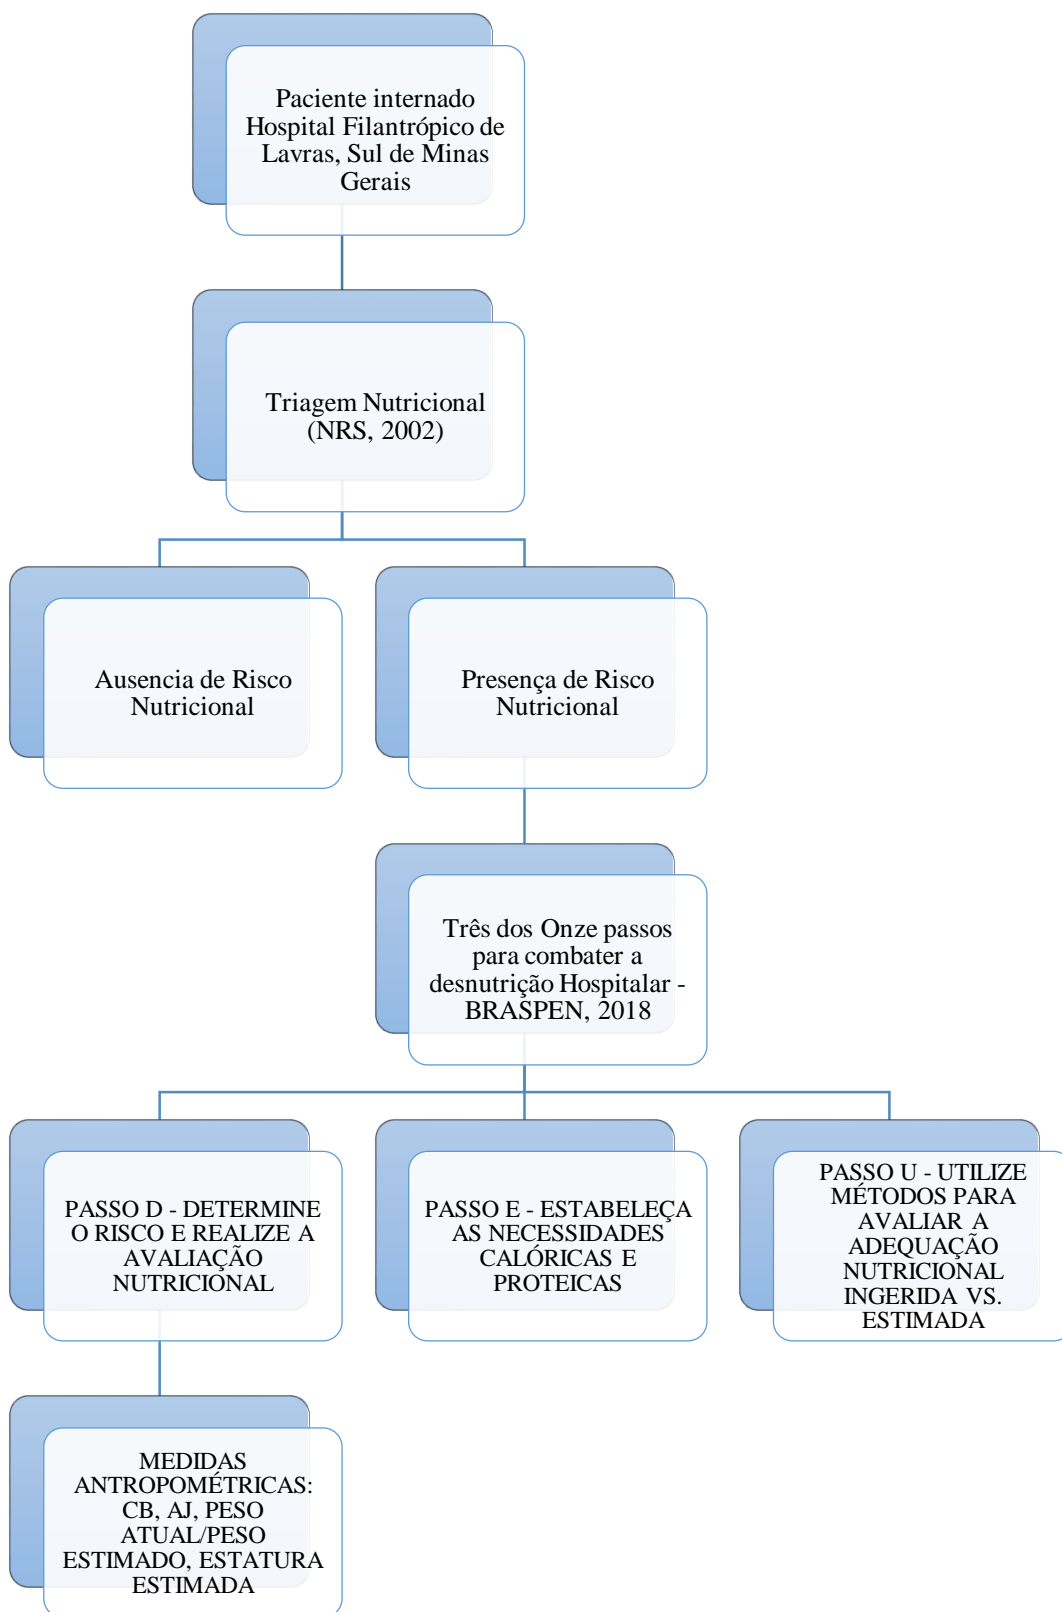 Paciente internado
Hospital Filantrópico de
Lavras, Sul de Minas
Gerais
Triagem Nutricional
(NRS, 2002)
Ausencia de Risco
Nutricional
Presença de Risco
Nutricional
Três dos Onze passos
para combater a
desnutrição Hospitalar -
BRASPEN, 2018
PASSO D - DETERMINE
O RISCO E REALIZE A
AVALIAÇÃO
NUTRICIONAL
PASSO E - ESTABELEÇA
AS NECESSIDADES
CALÓRICAS E
PROTEICAS
PASSO U - UTILIZE
MÉTODOS PARA
AVALIAR A
ADEQUAÇÃO
NUTRICIONAL
INGERIDA VS.
ESTIMADA
MEDIDAS
ANTROPOMÉTRICAS:
CB, AJ, PESO
ATUAL/PESO
ESTIMADO, ESTATURA
ESTIMADA